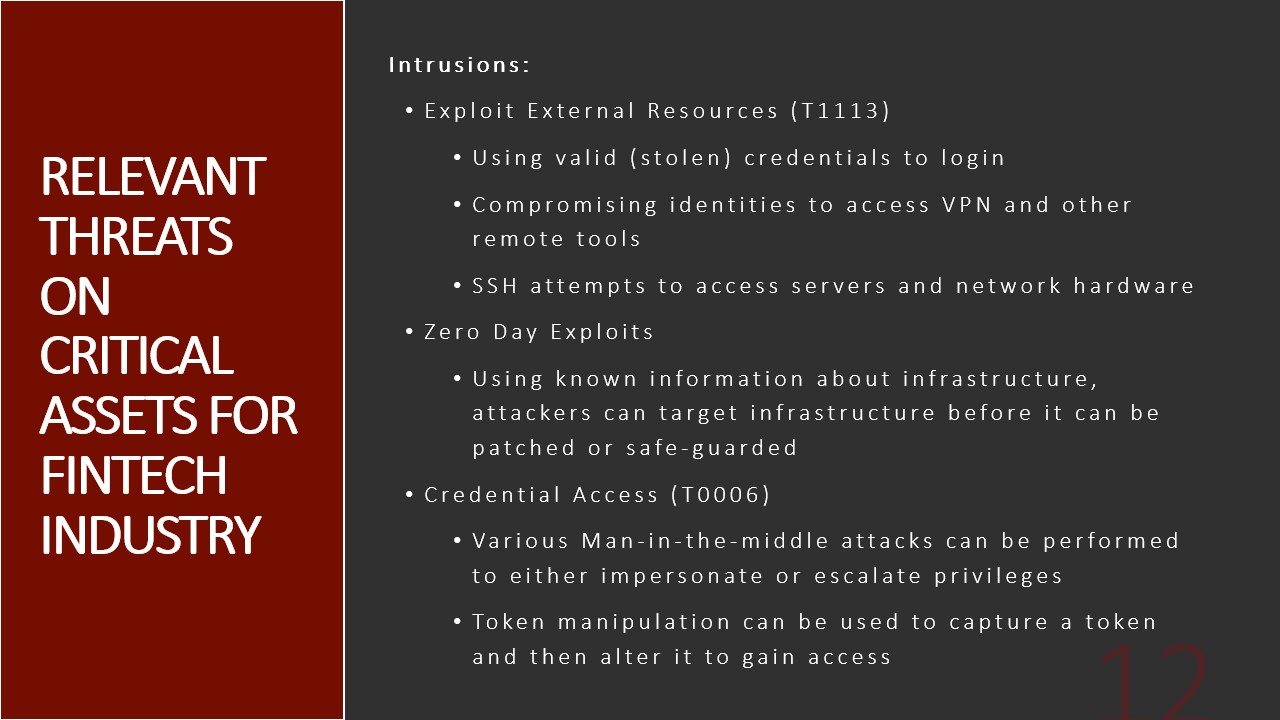 RELEVANT
THREATS
ON
CRITICAL
ASSETS FOR
FINTECH
INDUSTRY
Intrusions:
• Exploit External Resources (T1113)
• Using valid (stolen) credentials to login
• Compromising identities to access VPN and other
remote tools
• SSH attempts to access servers and network hardware
• Zero Day Exploits
• Using known information about infrastructure,
attackers can target infrastructure before it can be
patched or safe-guarded
• Credential Access (T0006)
• Various Man-in-the-middle attacks can be performed
to either impersonate or escalate privileges
• Token manipulation can be used to capture a token
and then alter it to gain access
12